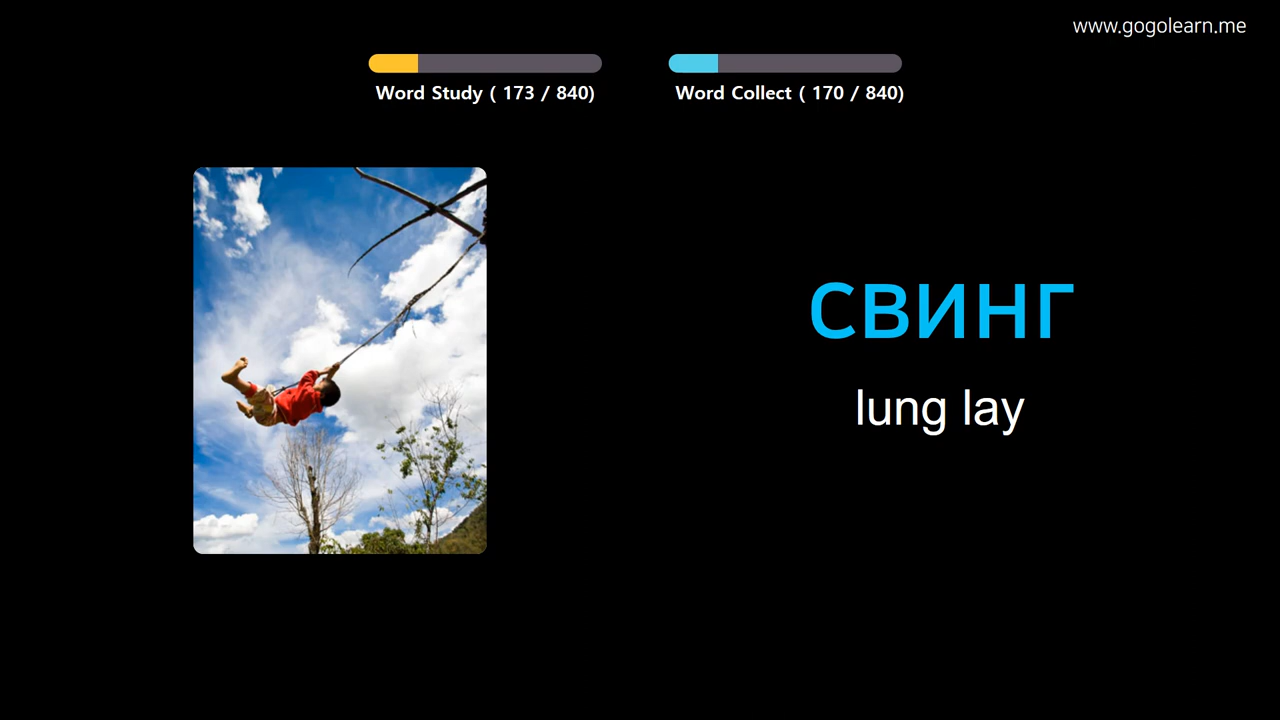 www.gogolearn.me
Word Study ( 173 / 840)
Word Collect ( 170 / 840)
свинг
lung lay